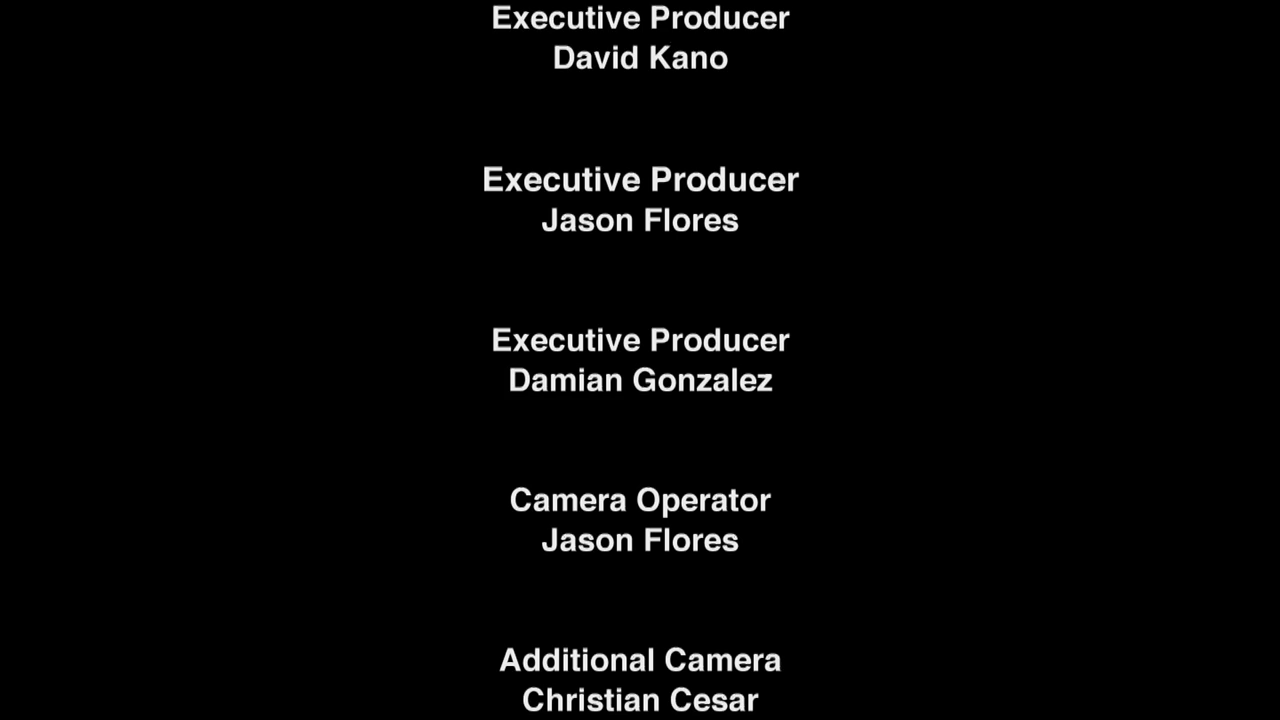 Executive Producer
David Kano
Executive Producer
Jason Flores
Executive Producer
Damian Gonzalez
Camera Operator
Jason Flores
Additional Camera
Christian Cesar